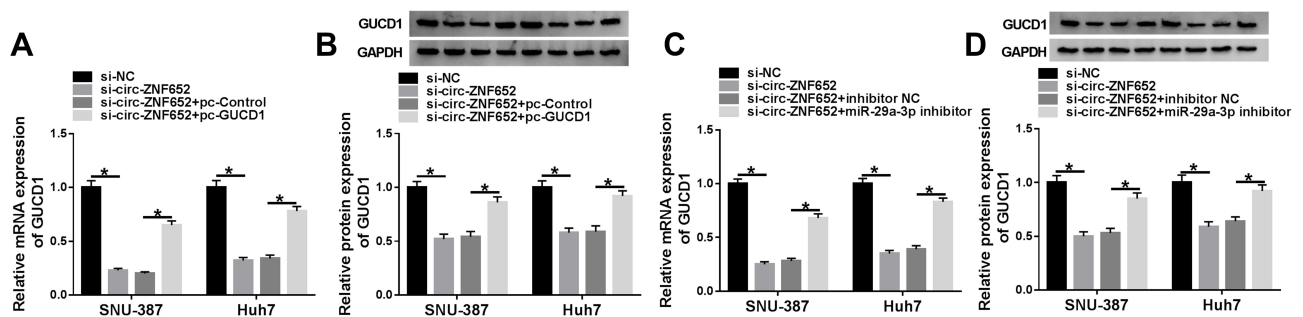 A
si-NC
si-circ-ZNF652
si-circ-ZNF652+pc-Control
si-circ-ZNF652+pc-GUCD1
Relative mRNA expression
of GUCD1
1.5
1.0
0.5
0.0
* * * *
SNU-387 Huh7
B
GUCD1
GAPDH
si-NC
si-circ-ZNF652
si-circ-ZNF652+pc-Control
si-circ-ZNF652+pc-GUCD1
Relative protein expression
of GUCD1
1.5
1.0
0.5
0.0
* * * *
SNU-387 Huh7
C
si-NC
si-circ-ZNF652
si-circ-ZNF652+inhibitor NC
si-circ-ZNF652+miR-29a-3p inhibitor
Relative mRNA expression
of GUCD1
1.5
1.0
0.5
0.0
* * * *
SNU-387 Huh7
D
GUCD1
GAPDH
si-NC
si-circ-ZNF652
si-circ-ZNF652+inhibitor NC
si-circ-ZNF652+miR-29a-3p inhibitor
Relative protein expression
of GUCD1
1.5
1.0
0.5
0.0
* * * *
SNU-387 Huh7